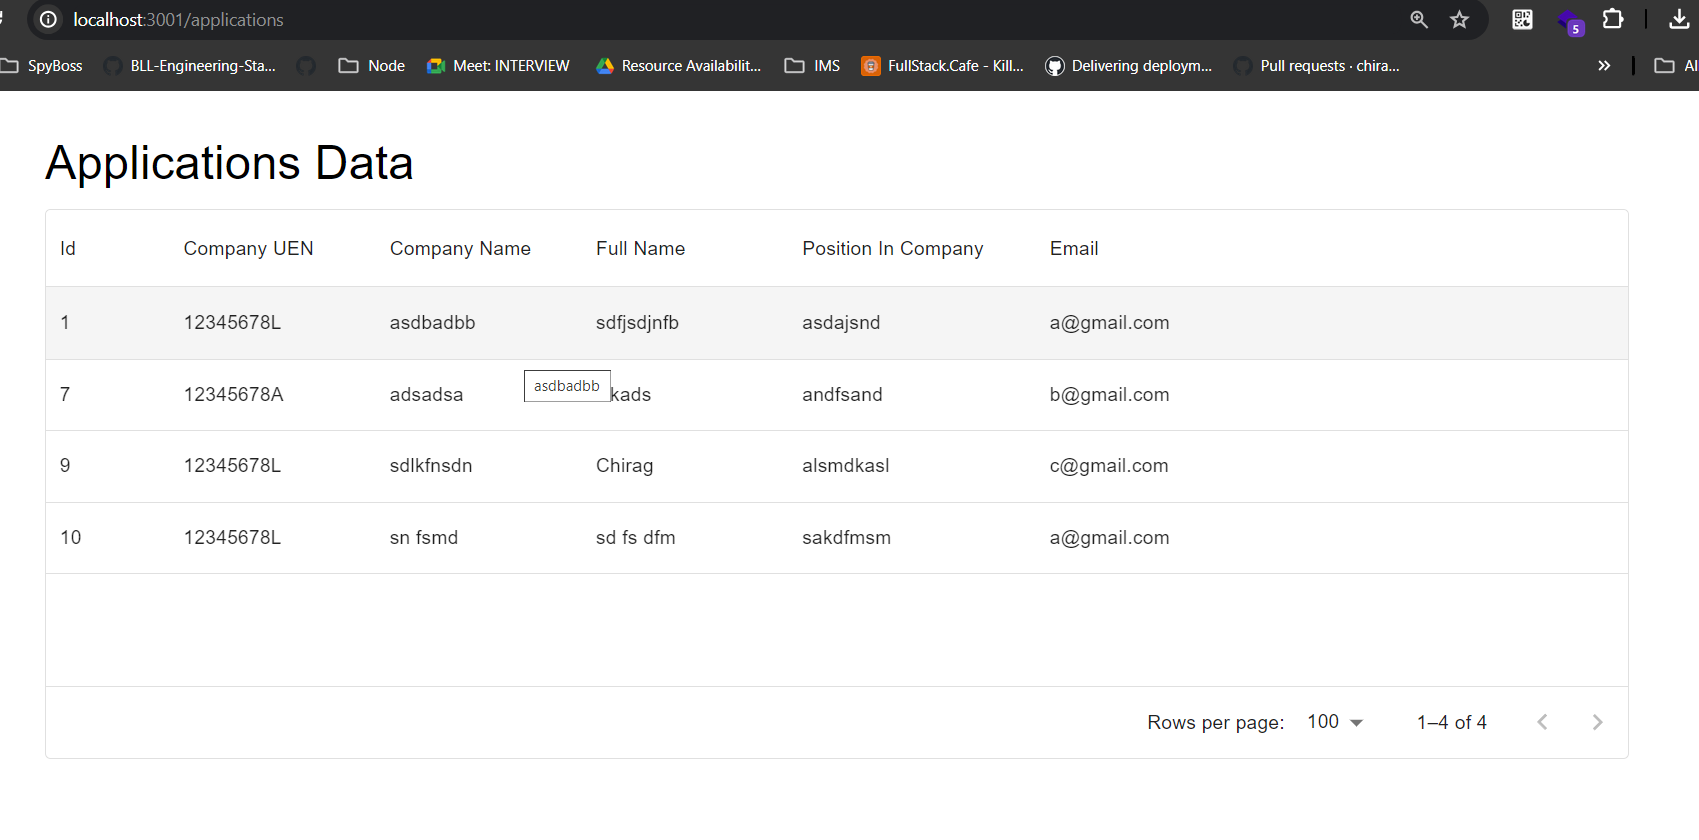 localhost:3001/applications
5
SpyBoss BLL-Engineering-Sta... Node Meet: INTERVIEW Resource Availabilit... IMS FullStack.Cafe - Kill... Delivering deploym... Pull requests · chira... » Al
Applications Data
Id Company UEN Company Name Full Name Position In Company Email
1 12345678L asdbadbb sdfjsdjnfb asdajsnd a@gmail.com
asdbadbb
7 12345678A adsadsa kads andfsand b@gmail.com
9 12345678L sdlkfnsdn Chirag alsmdkasl c@gmail.com
10 12345678L sn fsmd sd fs dfm sakdfmsm a@gmail.com
Rows per page: 100 1–4 of 4